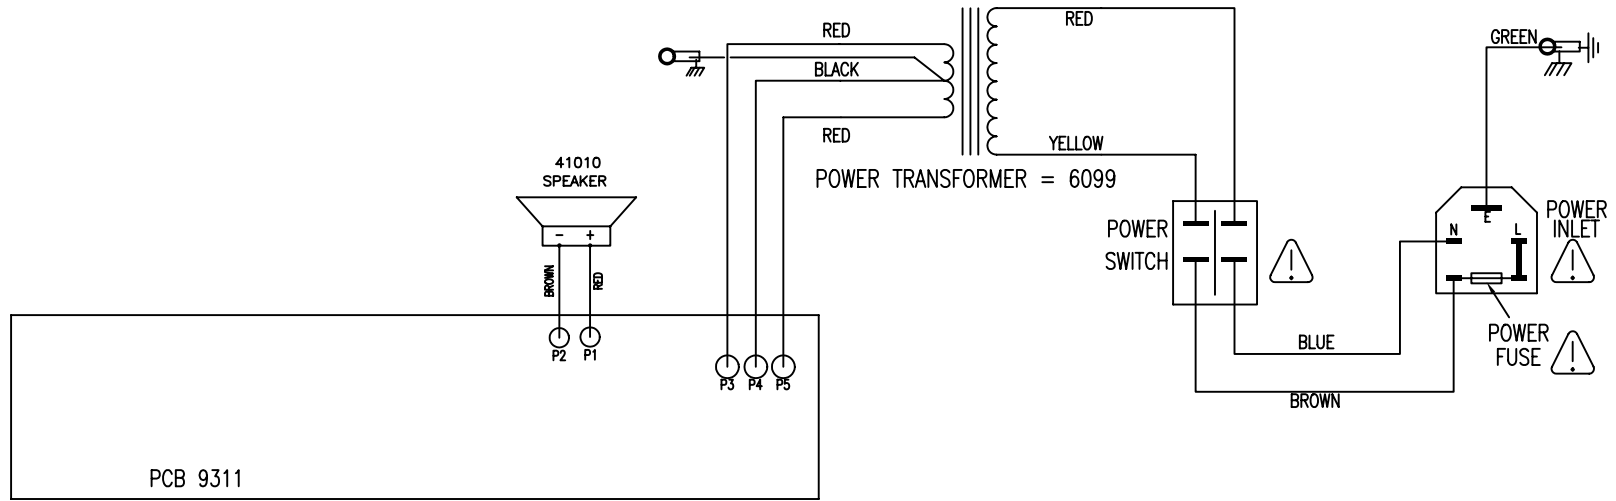 RED
BLACK
RED
RED
YELLOW
POWER TRANSFORMER = 6099
GREEN
41010
SPEAKER
- +
BROWN
RED
P2
P1
P3
P4
P5
PCB 9311
POWER
SWITCH
!
BLUE
BROWN
E
N
L
POWER
INLET
!
POWER
FUSE
!